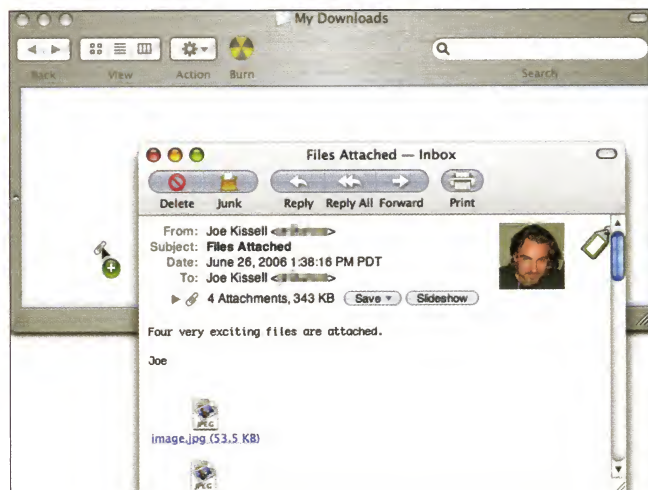 My Downloads
Back View Action Burn Search
Files Attached — Inbox
Delete Junk Reply Reply All Forward Print
From: Joe Kissell
Subject: Files Attached
Date: June 26, 2006 1:38:16 PM PDT
To: Joe Kissell
4 Attachments, 343 KB Save Slideshow
Four very exciting files are attached.
Joe
JPEG
image.jpg (53.5 KB)
JPEG